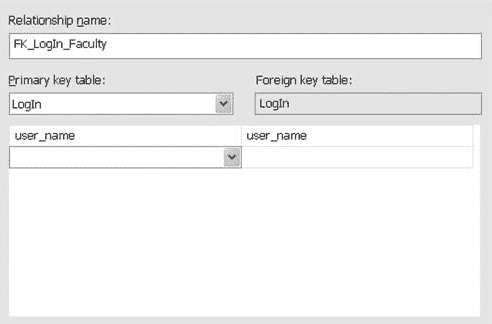 Relationship name:
FK_LogIn_Faculty
Primary key table:
Foreign key table:
LogIn
LogIn
user_name
user_name